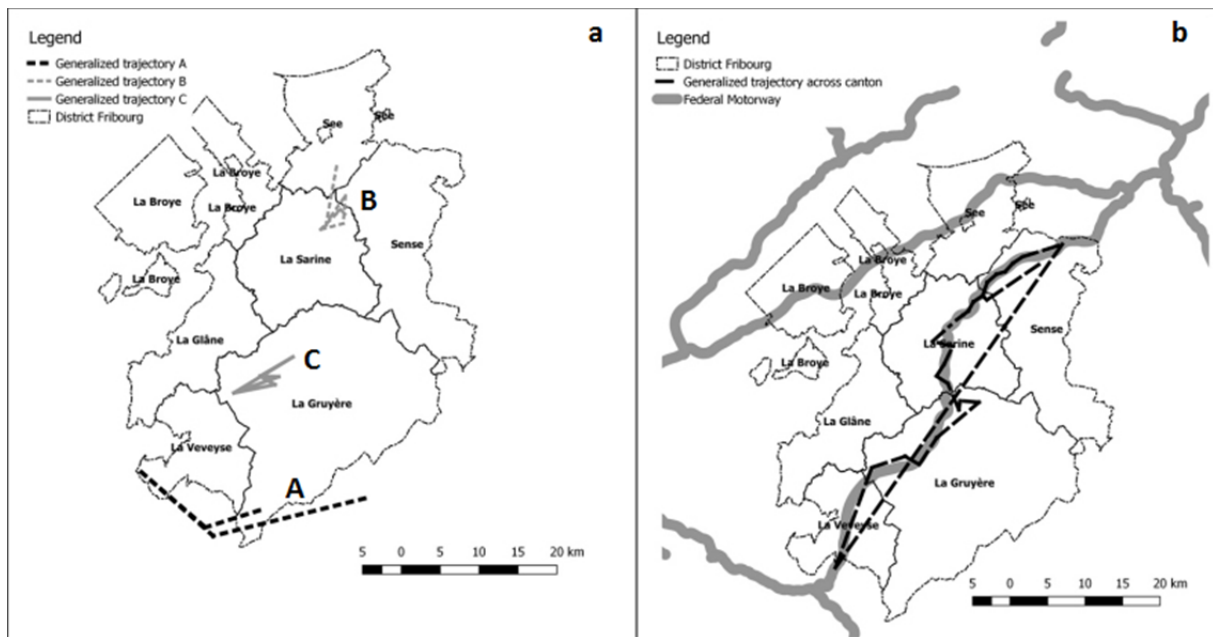 a
Legend
Generalized trajectory A
Generalized trajectory B
Generalized trajectory C
District Fribourg
See
See
La Broye
La Broye
La Broye
B
Sense
La Sarine
La Broye
La Glâne
C
La Gruyère
La Veveyse
A
5 0 5 10 15 20 km
b
Legend
District Fribourg
Generalized trajectory across canton
Federal Motorway
See
See
La Broye
La Broye
La Broye
Sense
La Sarine
La Broye
La Glâne
La Gruyère
La Veveyse
5 0 5 10 15 20 km